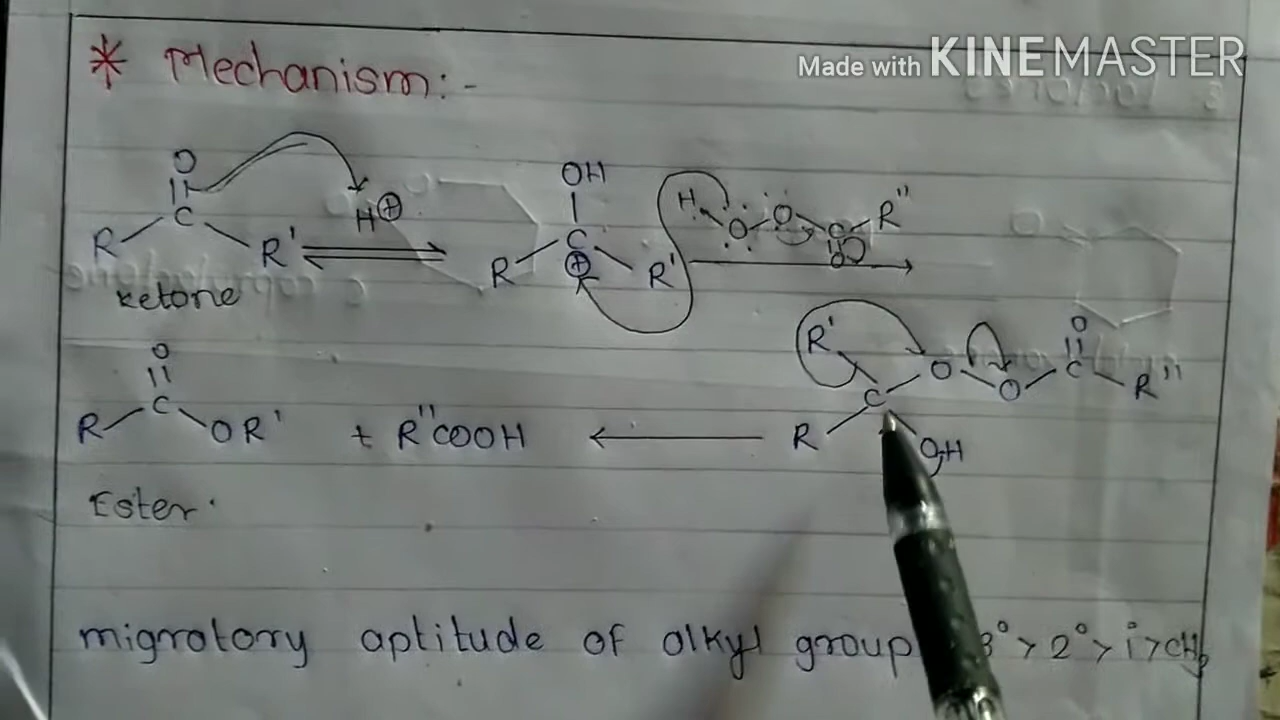 Made with KINEMASTER
* Mechanism:-
O
||
R C R'
ketone
H⊕
OH
R C R'
⊕
H O O C R''
O
R' O O C R''
O
C
R OH
O
||
R C OR' + R''COOH
Ester
migratory aptitude of alkyl group 3° > 2° > 1° > CH3